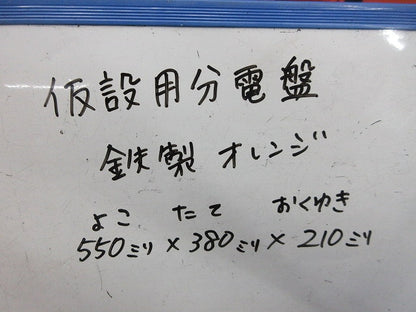 仮設用分電盤
鉄製 オレンジ
よこ たて おくゆき
550ミリ×380ミリ×210ミリ